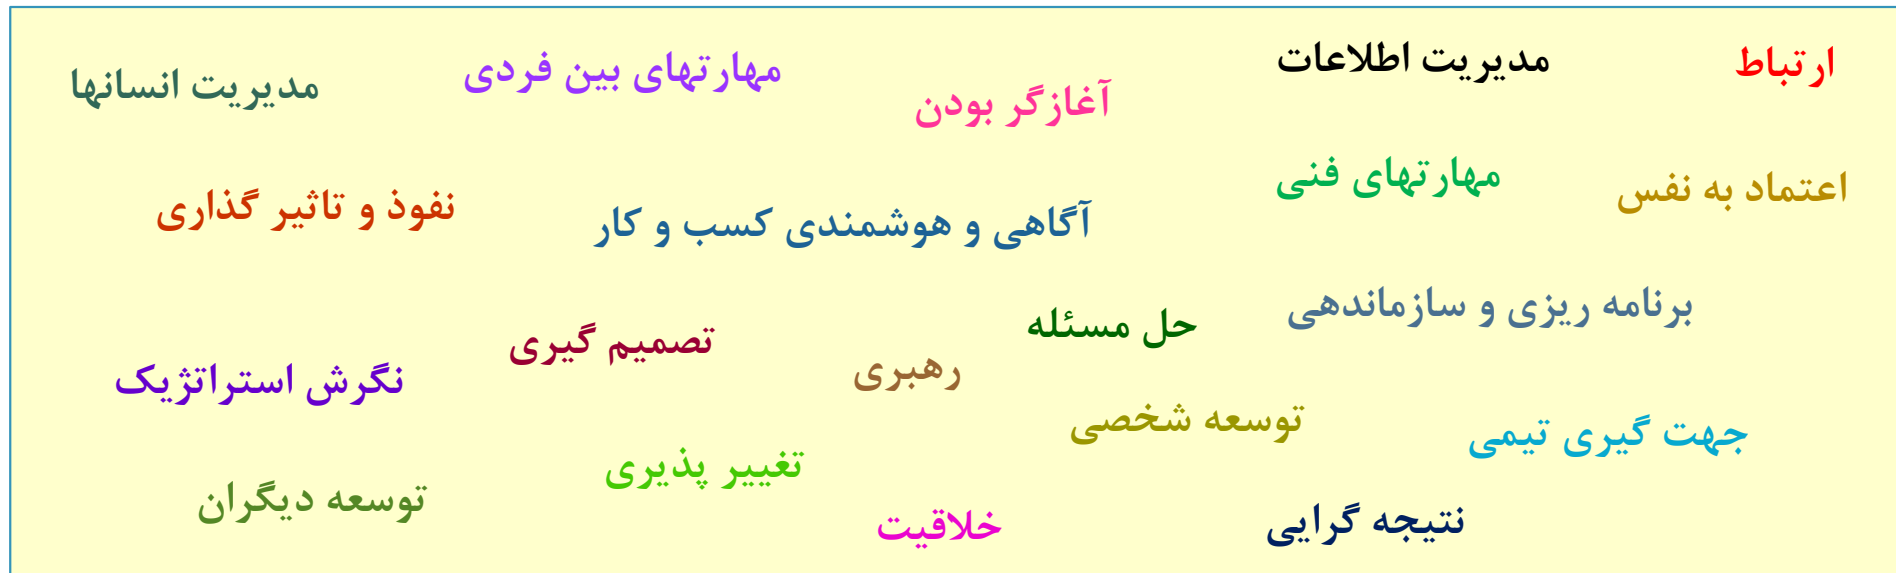 ارتباط
مدیریت اطلاعات
مهارتهای بین فردی
مدیریت انسانها
آغازگر بودن
مهارتهای فنی
اعتماد به نفس
نفوذ و تاثیر گذاری
آگاهی و هوشمندی کسب و کار
برنامه ریزی و سازماندهی
حل مسئله
تصمیم گیری
رهبری
نگرش استراتژیک
توسعه شخصی
جهت گیری تیمی
تغییر پذیری
توسعه دیگران
نتیجه گرایی
خلاقیت